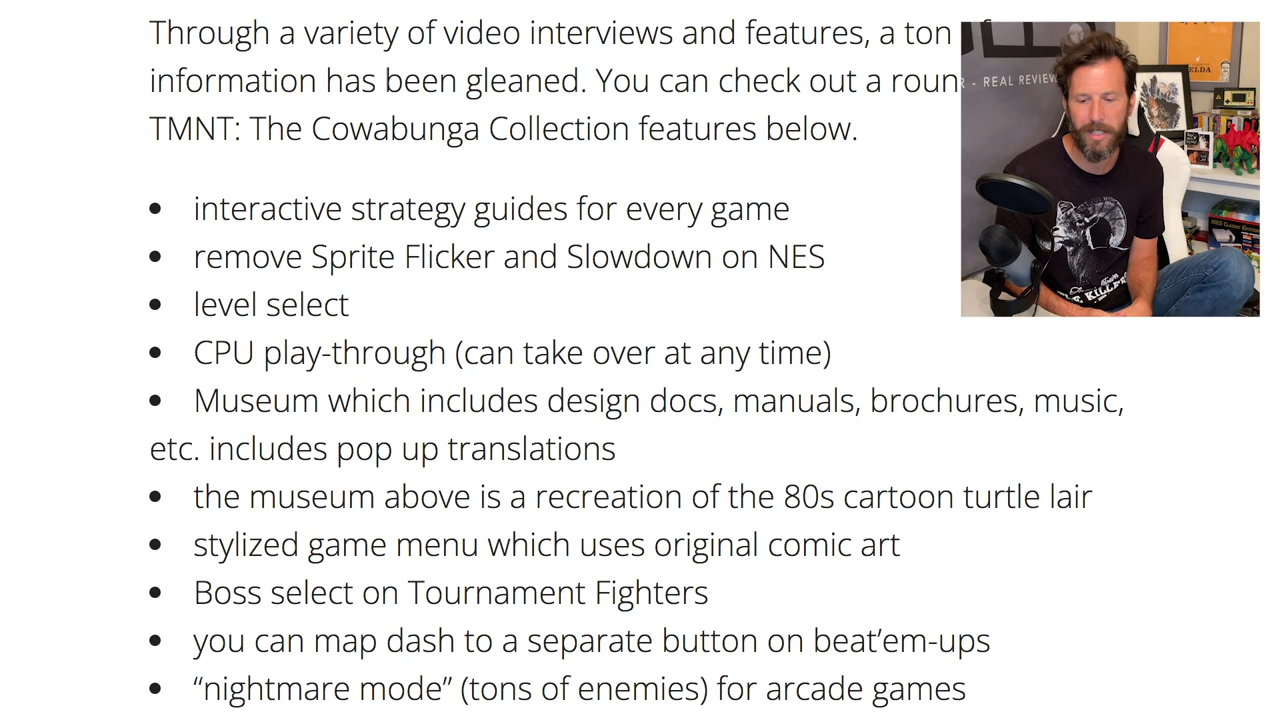 Through a variety of video interviews and features, a ton
information has been gleaned. You can check out a roun
TMNT: The Cowabunga Collection features below.
• interactive strategy guides for every game
• remove Sprite Flicker and Slowdown on NES
• level select
• CPU play-through (can take over at any time)
• Museum which includes design docs, manuals, brochures, music,
etc. includes pop up translations
• the museum above is a recreation of the 80s cartoon turtle lair
• stylized game menu which uses original comic art
• Boss select on Tournament Fighters
• you can map dash to a separate button on beat’em-ups
• “nightmare mode” (tons of enemies) for arcade games
- REAL REVIEW
ELDA
THE KILLER